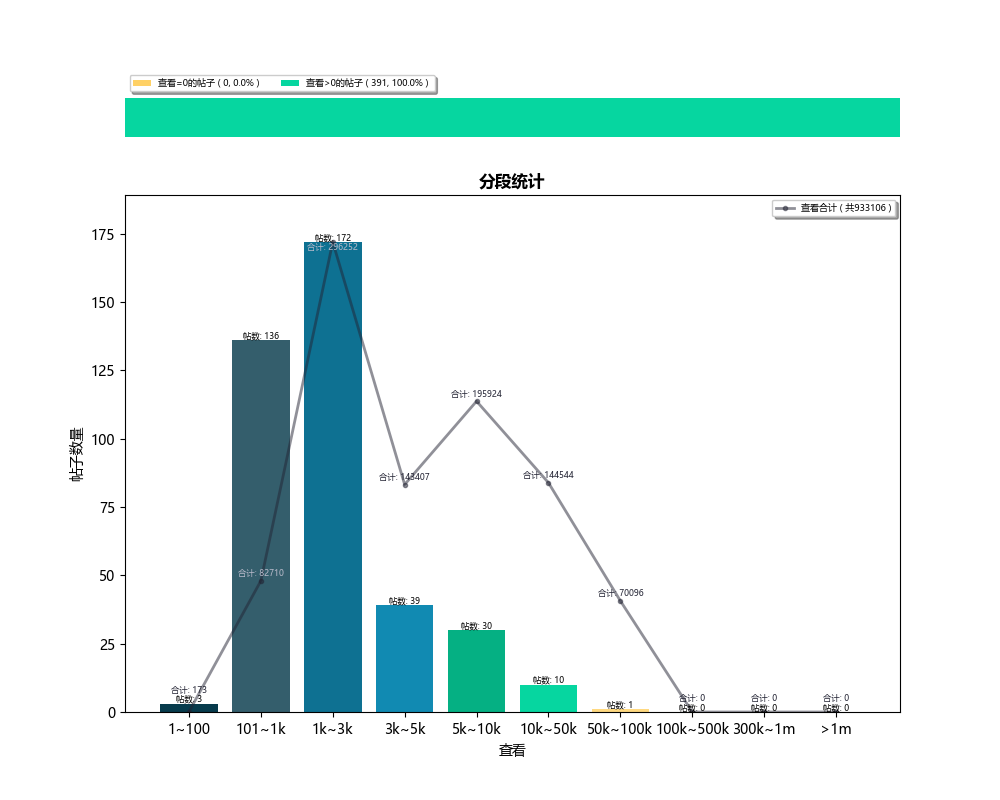 查看=0的帖子 ( 0, 0.0% ) 查看>0的帖子 ( 391, 100.0% )
分段统计
查看合计 ( 共933106 )
175
150
125
100
75
50
25
0
帖子数量
帖数: 172
合计: 296252
帖数: 136
合计: 195924
合计: 143407
合计: 144544
合计: 82710
合计: 70096
帖数: 39
帖数: 30
帖数: 10
帖数: 1
合计: 173
帖数: 3
合计: 0
帖数: 0
合计: 0
帖数: 0
合计: 0
帖数: 0
1~100 101~1k 1k~3k 3k~5k 5k~10k 10k~50k 50k~100k 100k~500k 300k~1m >1m
查看